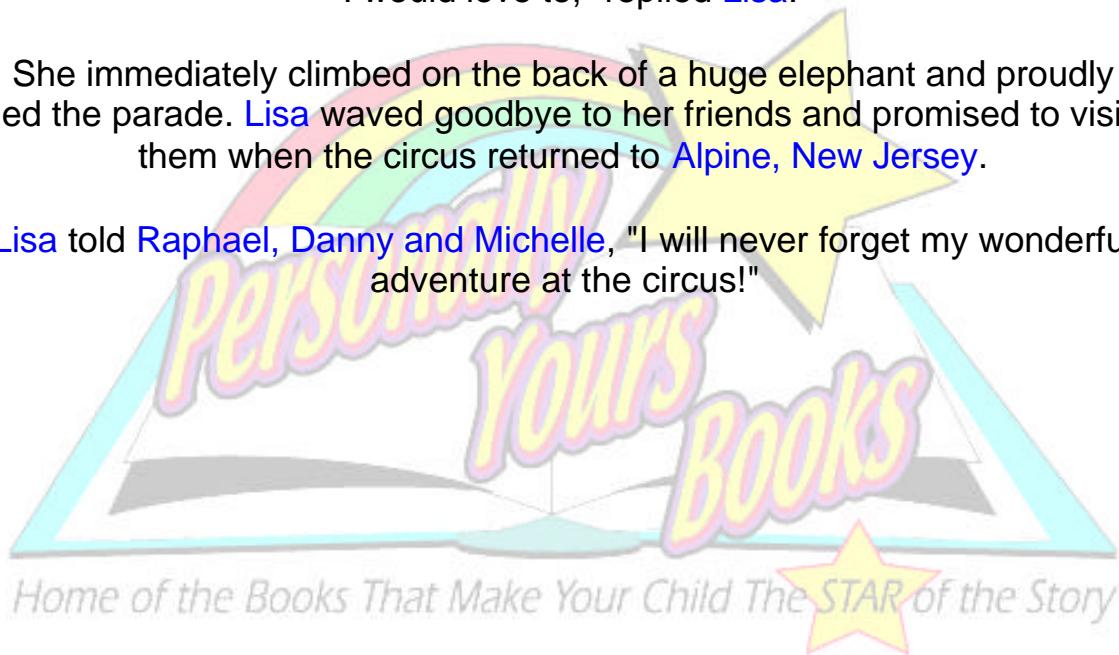 "I would love to," replied Lisa.
She immediately climbed on the back of a huge elephant and proudly
ed the parade. Lisa waved goodbye to her friends and promised to visi
them when the circus returned to Alpine, New Jersey.
Lisa told Raphael, Danny and Michelle, "I will never forget my wonderfu
adventure at the circus!"
Personally
Yours
Books
Home of the Books That Make Your Child The STAR of the Story